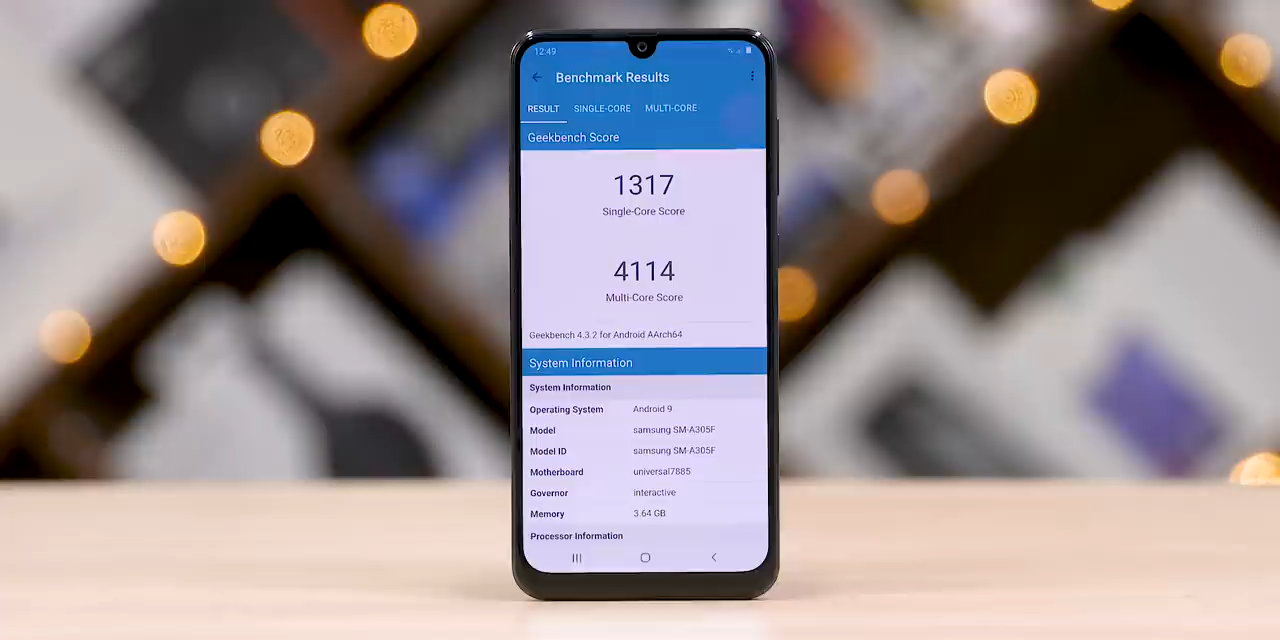 12:49
Benchmark Results
RESULT SINGLE-CORE MULTI-CORE
Geekbench Score
1317
Single-Core Score
4114
Multi-Core Score
Geekbench 4.3.2 for Android AArch64
System Information
System Information
Operating System Android 9
Model samsung SM-A305F
Model ID samsung SM-A305F
Motherboard universal7885
Governor interactive
Memory 3.64 GB
Processor Information